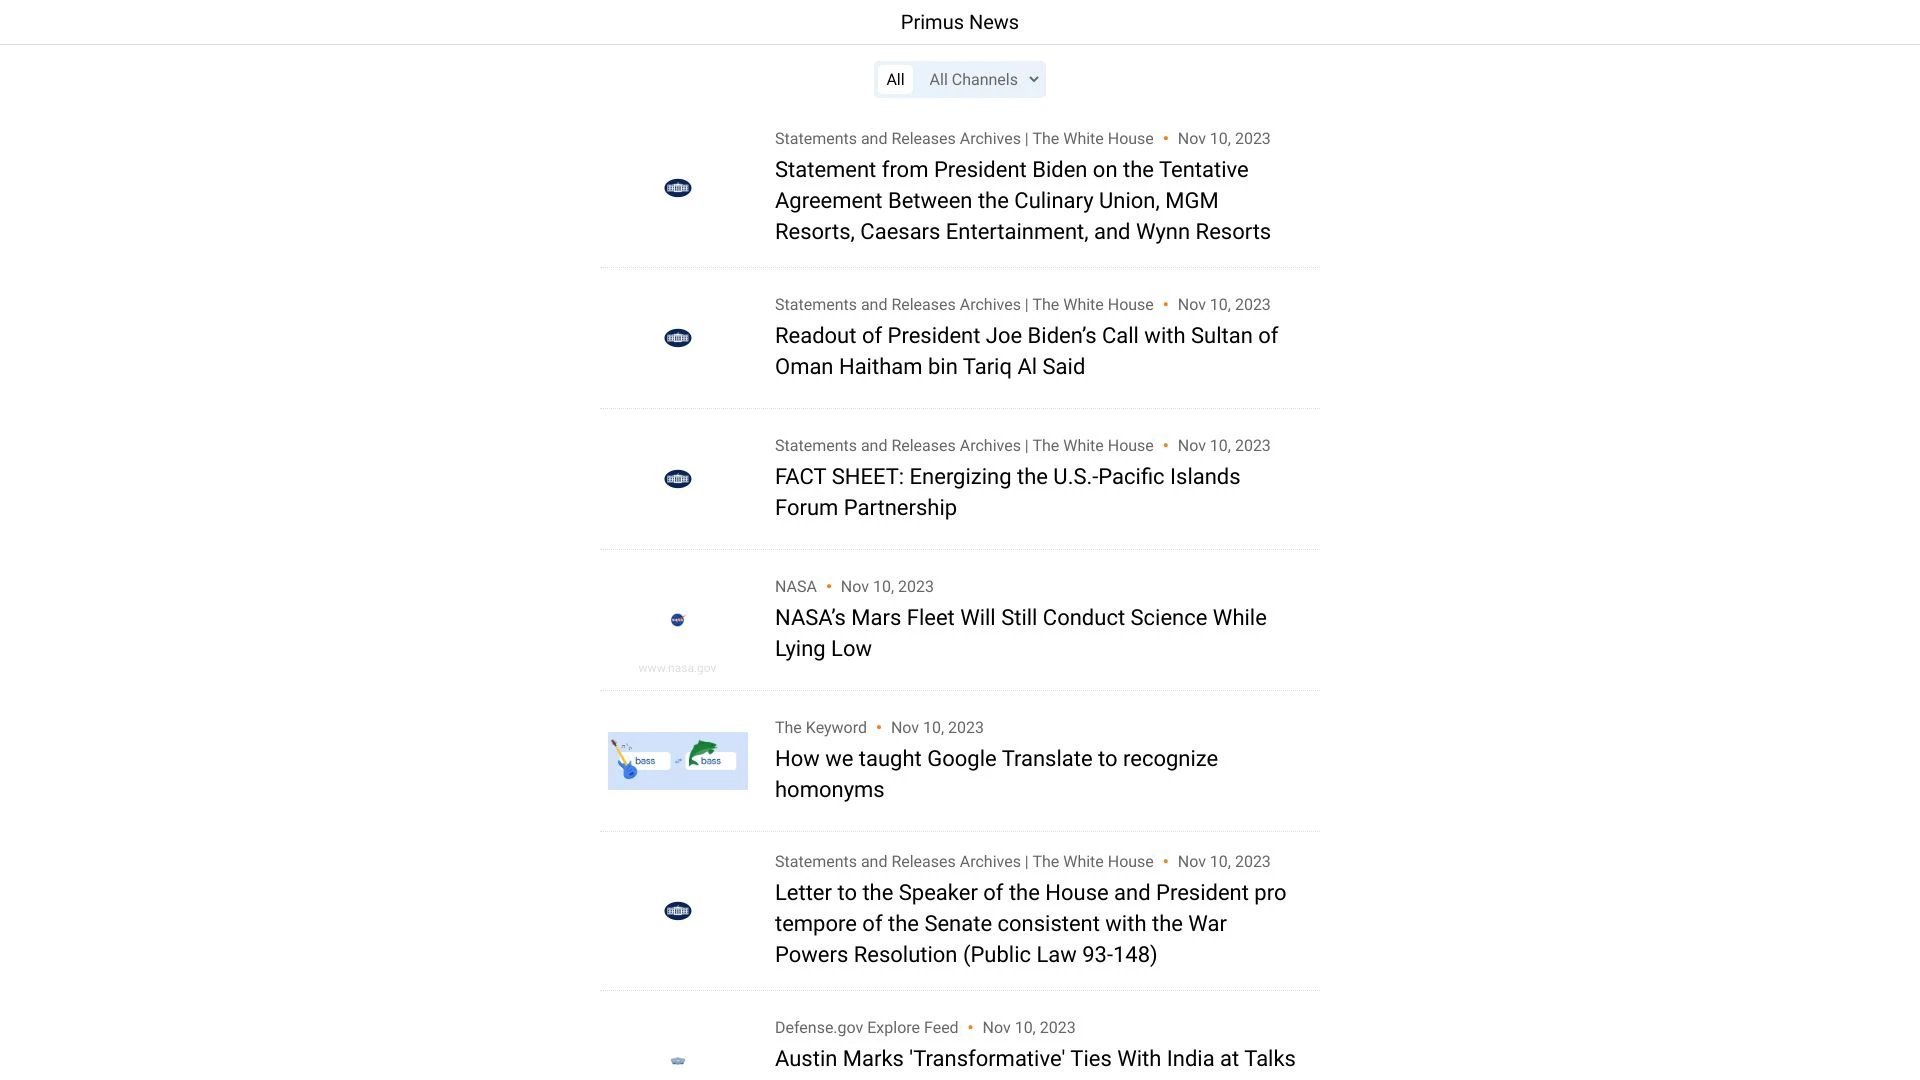 Primus News
All All Channels
Statements and Releases Archives | The White House • Nov 10, 2023
Statement from President Biden on the Tentative
Agreement Between the Culinary Union, MGM
Resorts, Caesars Entertainment, and Wynn Resorts
Statements and Releases Archives | The White House • Nov 10, 2023
Readout of President Joe Biden’s Call with Sultan of
Oman Haitham bin Tariq Al Said
Statements and Releases Archives | The White House • Nov 10, 2023
FACT SHEET: Energizing the U.S.-Pacific Islands
Forum Partnership
NASA • Nov 10, 2023
NASA’s Mars Fleet Will Still Conduct Science While
Lying Low
www.nasa.gov
The Keyword • Nov 10, 2023
How we taught Google Translate to recognize
homonyms
bass bass
Statements and Releases Archives | The White House • Nov 10, 2023
Letter to the Speaker of the House and President pro
tempore of the Senate consistent with the War
Powers Resolution (Public Law 93-148)
Defense.gov Explore Feed • Nov 10, 2023
Austin Marks 'Transformative' Ties With India at Talks